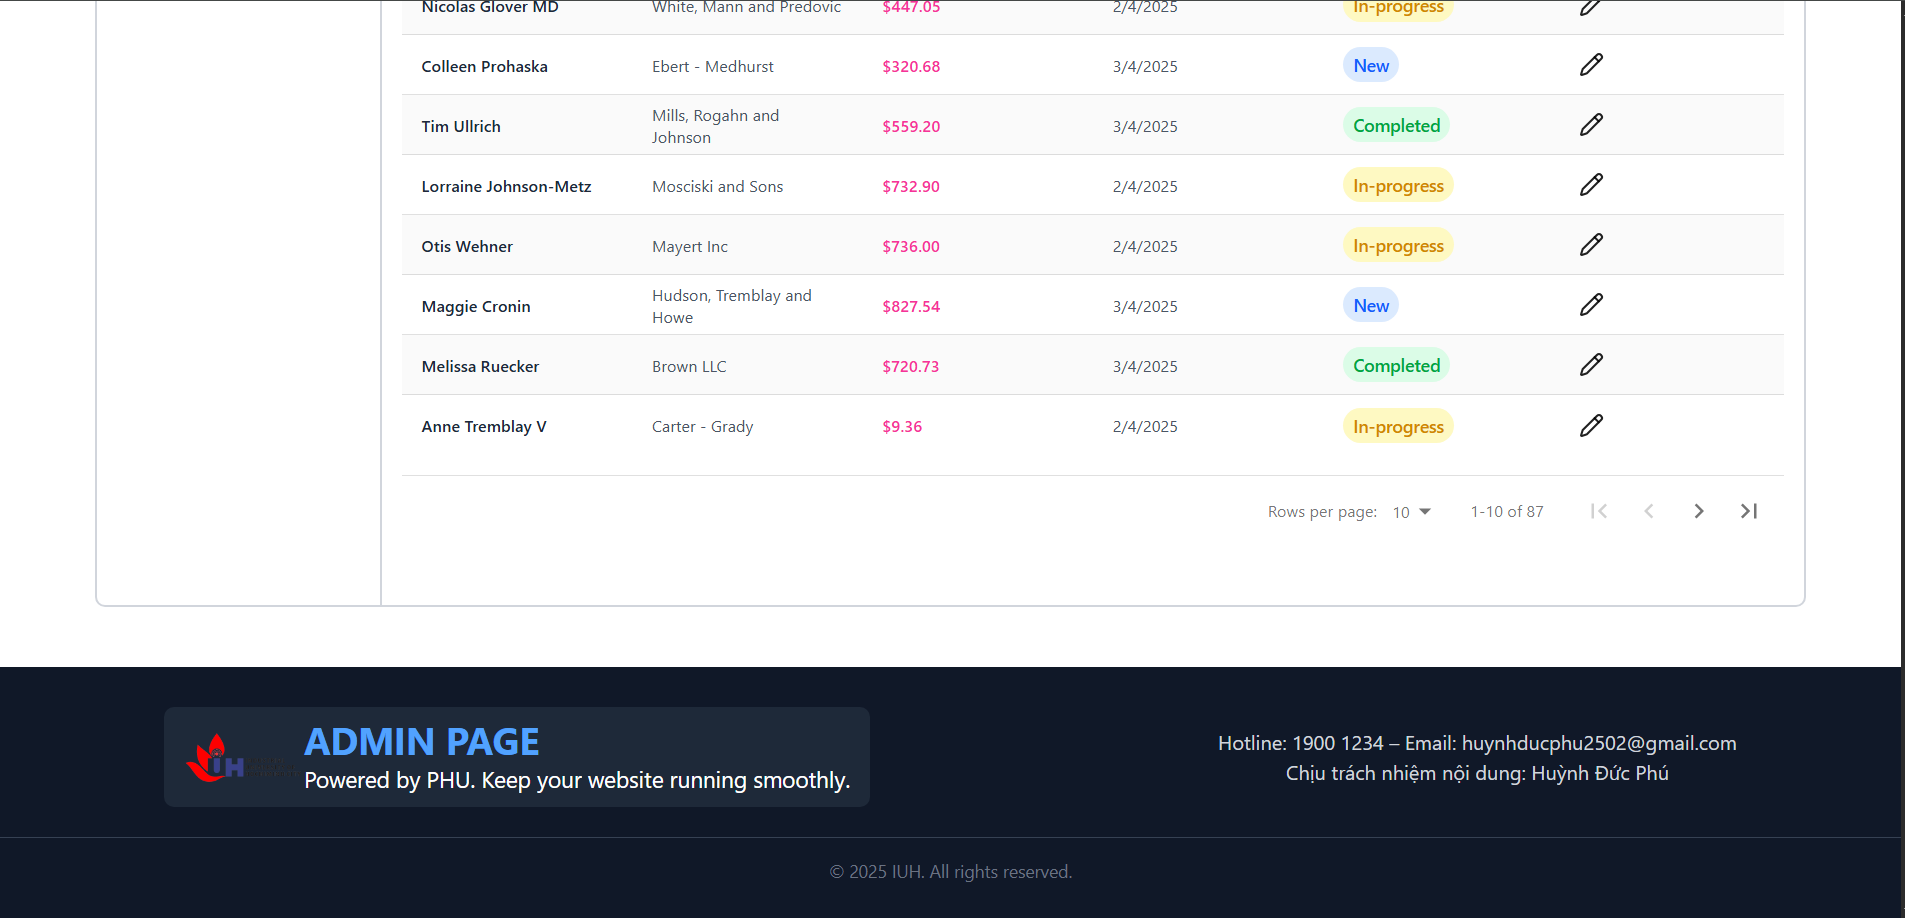 Nicolas Glover MD White, Mann and Predovic $447.05 2/4/2025 In-progress
Colleen Prohaska Ebert - Medhurst $320.68 3/4/2025 New
Tim Ullrich Mills, Rogahn and Johnson $559.20 3/4/2025 Completed
Lorraine Johnson-Metz Mosciski and Sons $732.90 2/4/2025 In-progress
Otis Wehner Mayert Inc $736.00 2/4/2025 In-progress
Maggie Cronin Hudson, Tremblay and Howe $827.54 3/4/2025 New
Melissa Ruecker Brown LLC $720.73 3/4/2025 Completed
Anne Tremblay V Carter - Grady $9.36 2/4/2025 In-progress
Rows per page: 10 1-10 of 87
IUH
ADMIN PAGE
Powered by PHU. Keep your website running smoothly.
Hotline: 1900 1234 – Email: huynhducphu2502@gmail.com
Chịu trách nhiệm nội dung: Huỳnh Đức Phú
© 2025 IUH. All rights reserved.